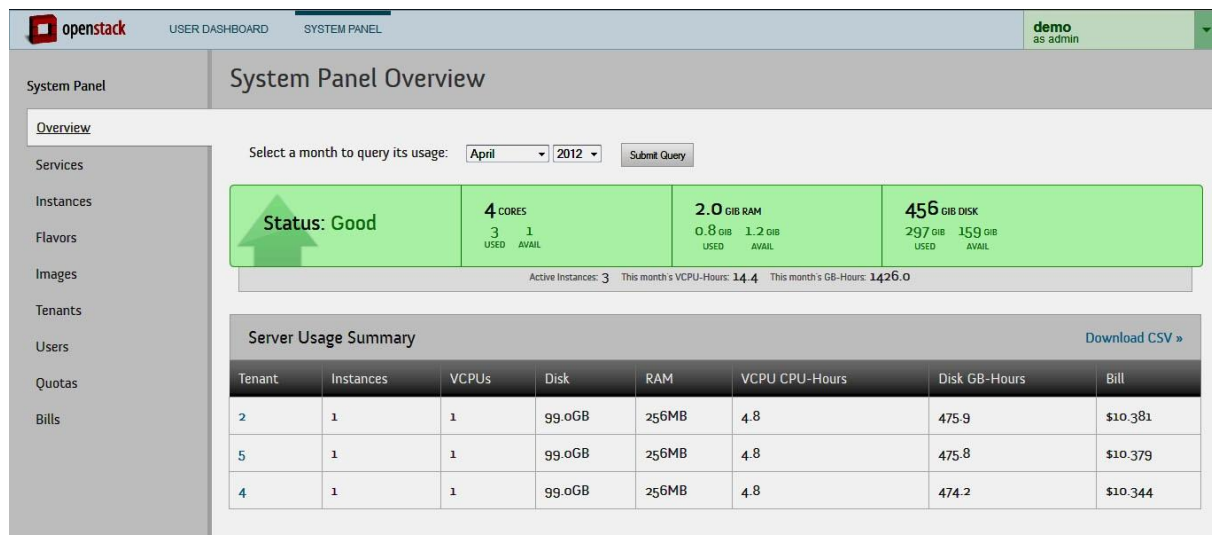 openstack USER DASHBOARD SYSTEM PANEL demo
as admin
System Panel
System Panel Overview
Overview
Services
Instances
Flavors
Images
Tenants
Users
Quotas
Bills
Select a month to query its usage: April 2012 Submit Query
Status: Good
4 CORES
3 1
USED AVAIL
2.0 GIB RAM
0.8 GIB 1.2 GIB
USED AVAIL
456 GIB DISK
297 GIB 159 GIB
USED AVAIL
Active Instances: 3 This month's VCPU-Hours: 14.4 This month's GB-Hours: 1426.0
Server Usage Summary Download CSV »
Tenant Instances VCPUs Disk RAM VCPU CPU-Hours Disk GB-Hours Bill
2 1 1 99.0GB 256MB 4.8 475.9 $10.381
5 1 1 99.0GB 256MB 4.8 475.8 $10.379
4 1 1 99.0GB 256MB 4.8 474.2 $10.344